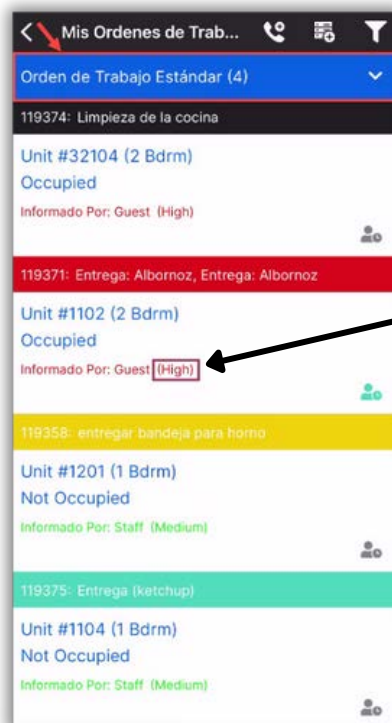 Mis Ordenes de Trab...
Orden de Trabajo Estándar (4)
119374: Limpieza de la cocina
Unit #32104 (2 Bdrm)
Occupied
Informado Por: Guest (High)
119371: Entrega: Albornoz, Entrega: Albornoz
Unit #1102 (2 Bdrm)
Occupied
Informado Por: Guest (High)
119358: entregar bandeja para horno
Unit #1201 (1 Bdrm)
Not Occupied
Informado Por: Staff (Medium)
119375: Entrega (ketchup)
Unit #1104 (1 Bdrm)
Not Occupied
Informado Por: Staff (Medium)